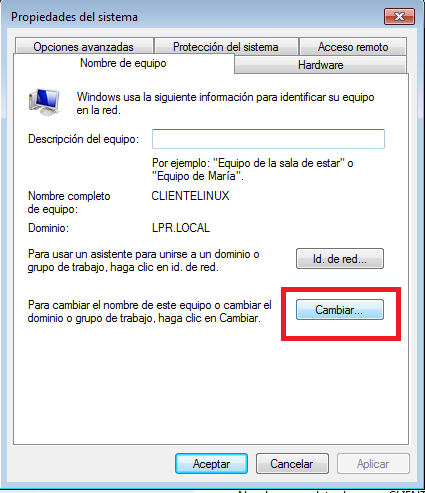 Propiedades del sistema
Opciones avanzadas
Protección del sistema
Acceso remoto
Nombre de equipo
Hardware
Windows usa la siguiente información para identificar su equipo
en la red.
Descripción del equipo:
Por ejemplo: "Equipo de la sala de estar" o
"Equipo de María".
Nombre completo
de equipo:
CLIENTELINUX
Dominio:
LPR.LOCAL
Para usar un asistente para unirse a un dominio o
grupo de trabajo, haga clic en id. de red.
Id. de red...
Para cambiar el nombre de este equipo o cambiar el
dominio o grupo de trabajo, haga clic en Cambiar.
Cambiar...
Aceptar
Cancelar
Aplicar